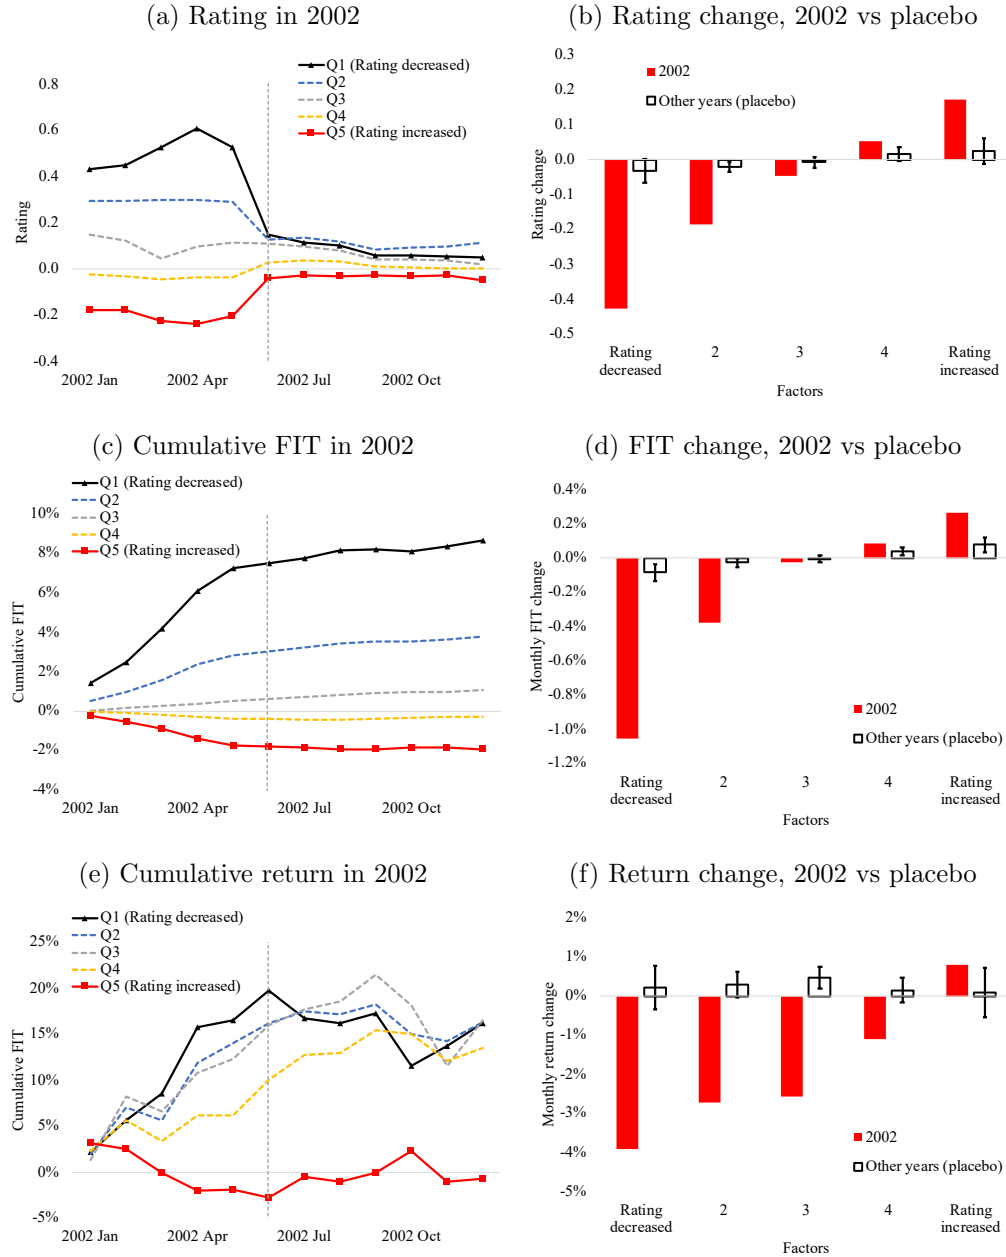 (a) Rating in 2002
Q1 (Rating decreased)
Q2
Q3
Q4
Q5 (Rating increased)
0.8
0.6
0.4
0.2
0.0
-0.2
-0.4
Rating
2002 Jan
2002 Apr
2002 Jul
2002 Oct
(b) Rating change, 2002 vs placebo
0.3
0.2
0.1
0.0
-0.1
-0.2
-0.3
-0.4
-0.5
Rating change
2002
Other years (placebo)
Rating decreased
2
3
4
Rating increased
Factors
(c) Cumulative FIT in 2002
Q1 (Rating decreased)
Q2
Q3
Q4
Q5 (Rating increased)
10%
8%
6%
4%
2%
0%
-2%
-4%
Cumulative FIT
2002 Jan
2002 Apr
2002 Jul
2002 Oct
(d) FIT change, 2002 vs placebo
0.4%
0.2%
0.0%
-0.2%
-0.4%
-0.6%
-0.8%
-1.0%
-1.2%
Monthly FIT change
2002
Other years (placebo)
Rating decreased
2
3
4
Rating increased
Factors
(e) Cumulative return in 2002
Q1 (Rating decreased)
Q2
Q3
Q4
Q5 (Rating increased)
25%
20%
15%
10%
5%
0%
-5%
Cumulative FIT
2002 Jan
2002 Apr
2002 Jul
2002 Oct
(f) Return change, 2002 vs placebo
2%
1%
0%
-1%
-2%
-3%
-4%
-5%
Monthly return change
2002
Other years (placebo)
Rating decreased
2
3
4
Rating increased
Factors